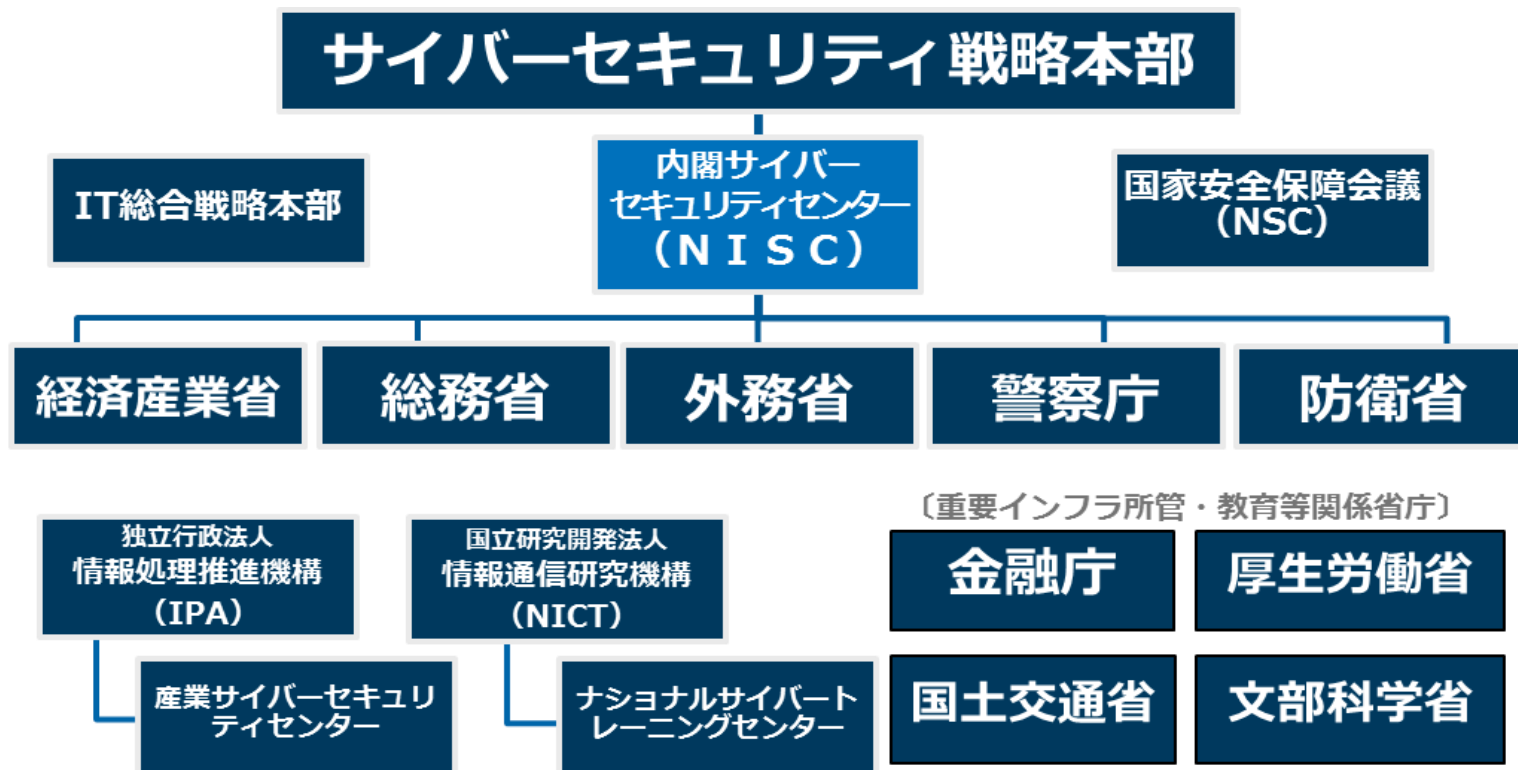 サイバーセキュリティ戦略本部
IT総合戦略本部
内閣サイバー
セキュリティセンター
（ＮＩＳＣ）
国家安全保障会議
（NSC）
経済産業省
総務省
外務省
警察庁
防衛省
独立行政法人
情報処理推進機構
（IPA）
産業サイバーセキュリ
ティセンター
国立研究開発法人
情報通信研究機構
（NICT）
ナショナルサイバート
レーニングセンター
〔重要インフラ所管・教育等関係省庁〕
金融庁
厚生労働省
国土交通省
文部科学省